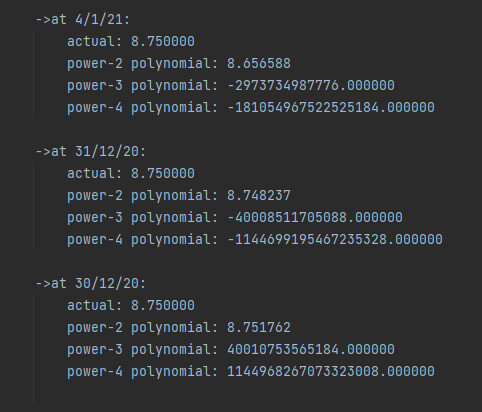 ->at 4/1/21:
actual: 8.750000
power-2 polynomial: 8.656588
power-3 polynomial: -2973734987776.000000
power-4 polynomial: -181054967522525184.000000
->at 31/12/20:
actual: 8.750000
power-2 polynomial: 8.748237
power-3 polynomial: -40008511705088.000000
power-4 polynomial: -1144699195467235328.000000
->at 30/12/20:
actual: 8.750000
power-2 polynomial: 8.751762
power-3 polynomial: 40010753565184.000000
power-4 polynomial: 1144968267073323008.000000